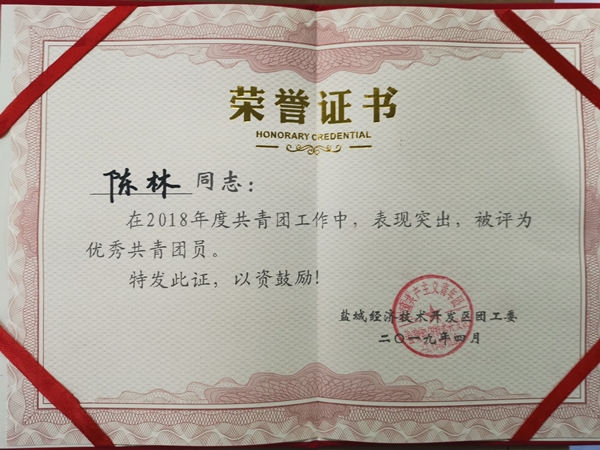 荣誉证书
HONORARY CREDENTIAL
陈林 同志:
在2018年度共青团工作中,表现突出,被评为
优秀共青团员。
特发此证,以资鼓励!
盐城经济技术开发区团工委
二〇一九年四月